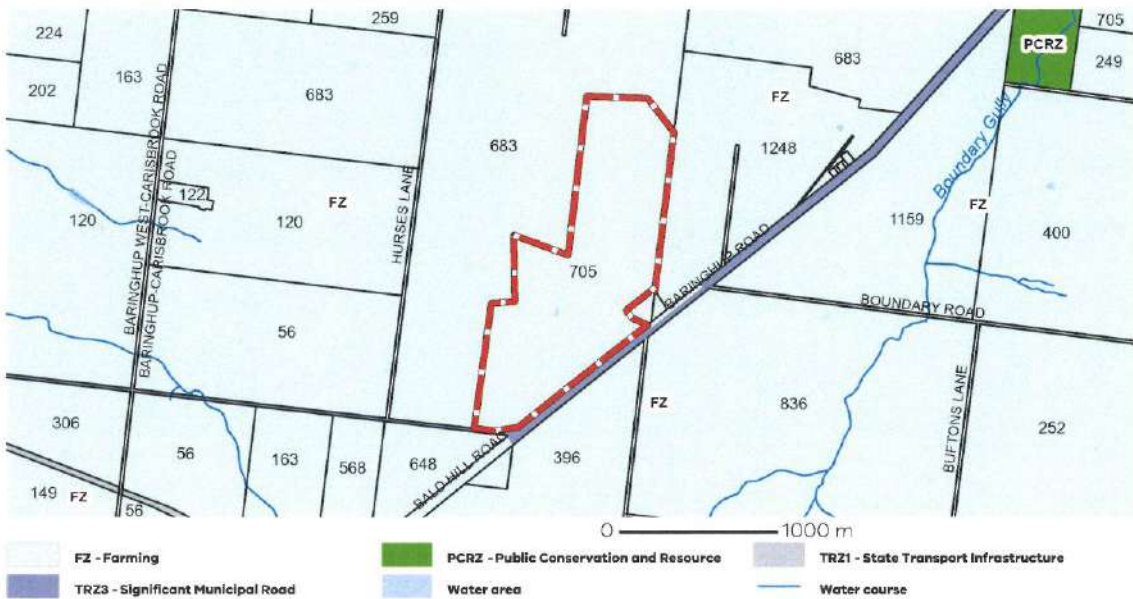 259
705
224
PCRZ
163
683
249
202
FZ
683
683
1248
Boundary Gully
122
BARINGHUP WEST-CARISBROOK ROAD
BARINGHUP-CARISBROOK ROAD
HURSES LANE
120
120
FZ
1159
FZ
400
705
BARINGHUP ROAD
BOUNDARY ROAD
56
306
56
163
568
648
BALD HILL ROAD
396
FZ
836
BUFTONS LANE
252
149
FZ
56
0 1000 m
FZ - Farming
PCRZ - Public Conservation and Resource
TRZ1 - State Transport Infrastructure
TRZ3 - Significant Municipal Road
Water area
Water course